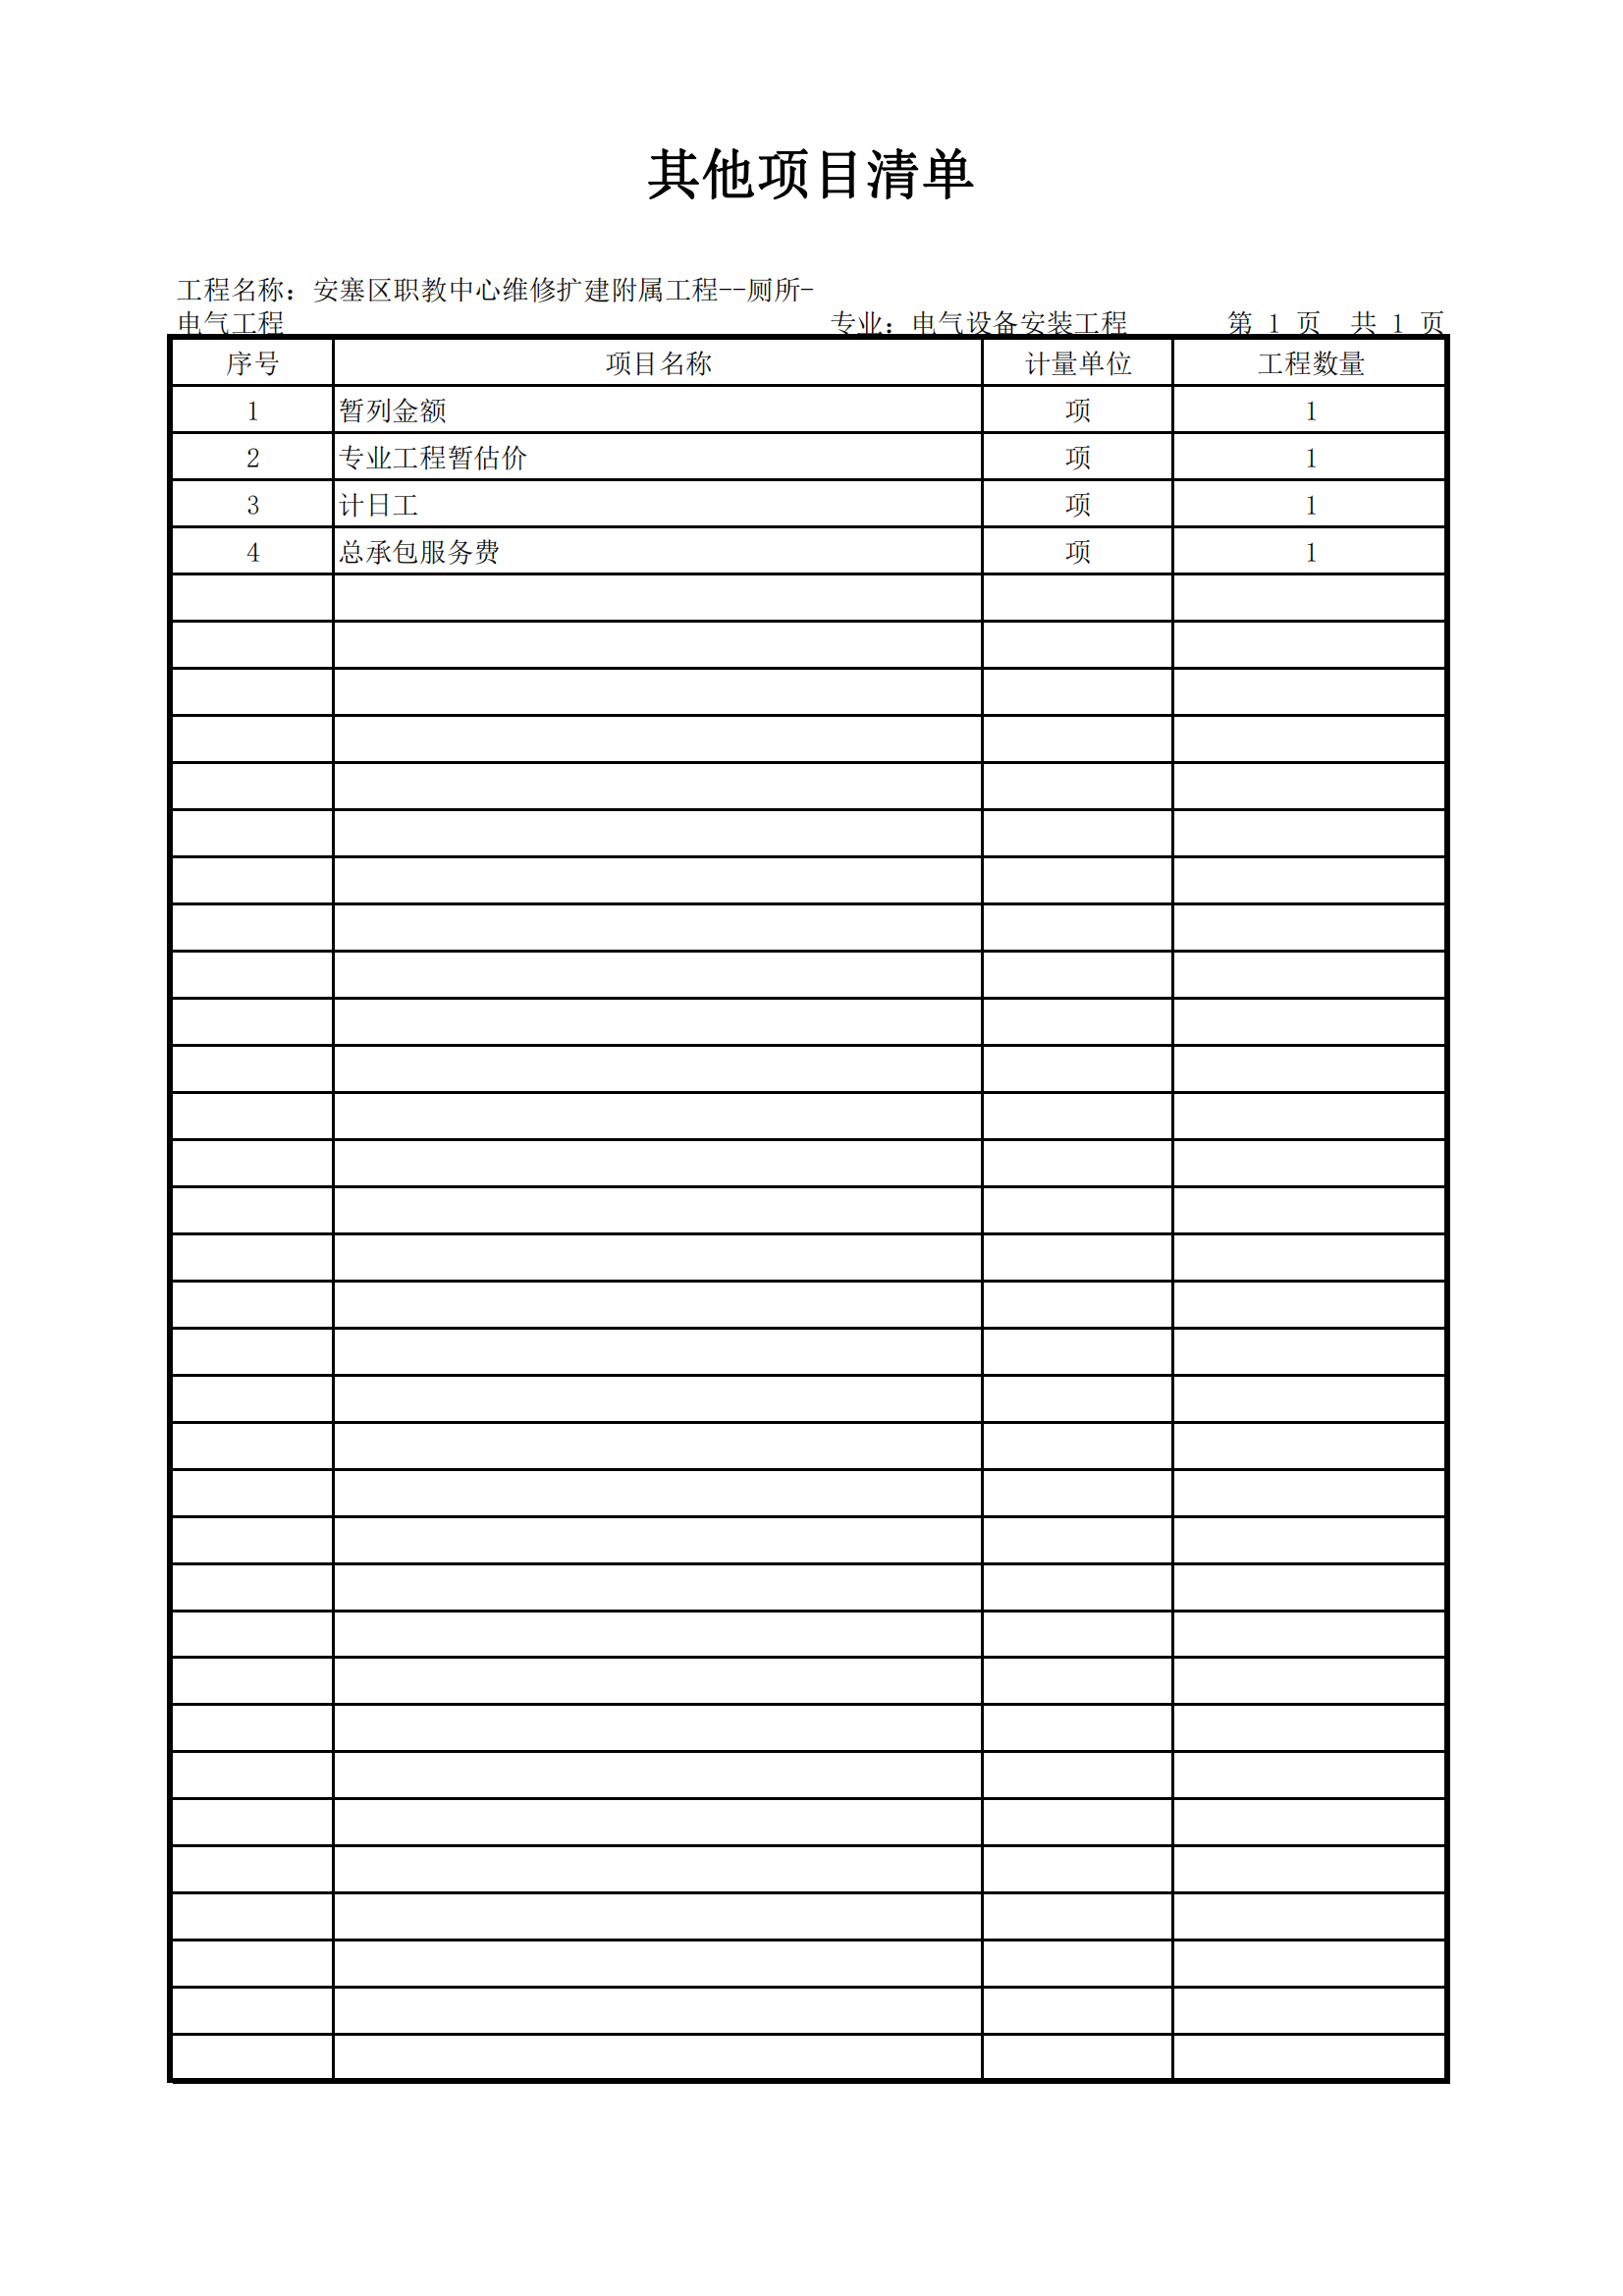 其他项目清单
工程名称：安塞区职教中心维修扩建附属工程--厕所-
电气工程 专业：电气设备安装工程 第 1 页 共 1 页
序号 项目名称 计量单位 工程数量
1 暂列金额 项 1
2 专业工程暂估价 项 1
3 计日工 项 1
4 总承包服务费 项 1